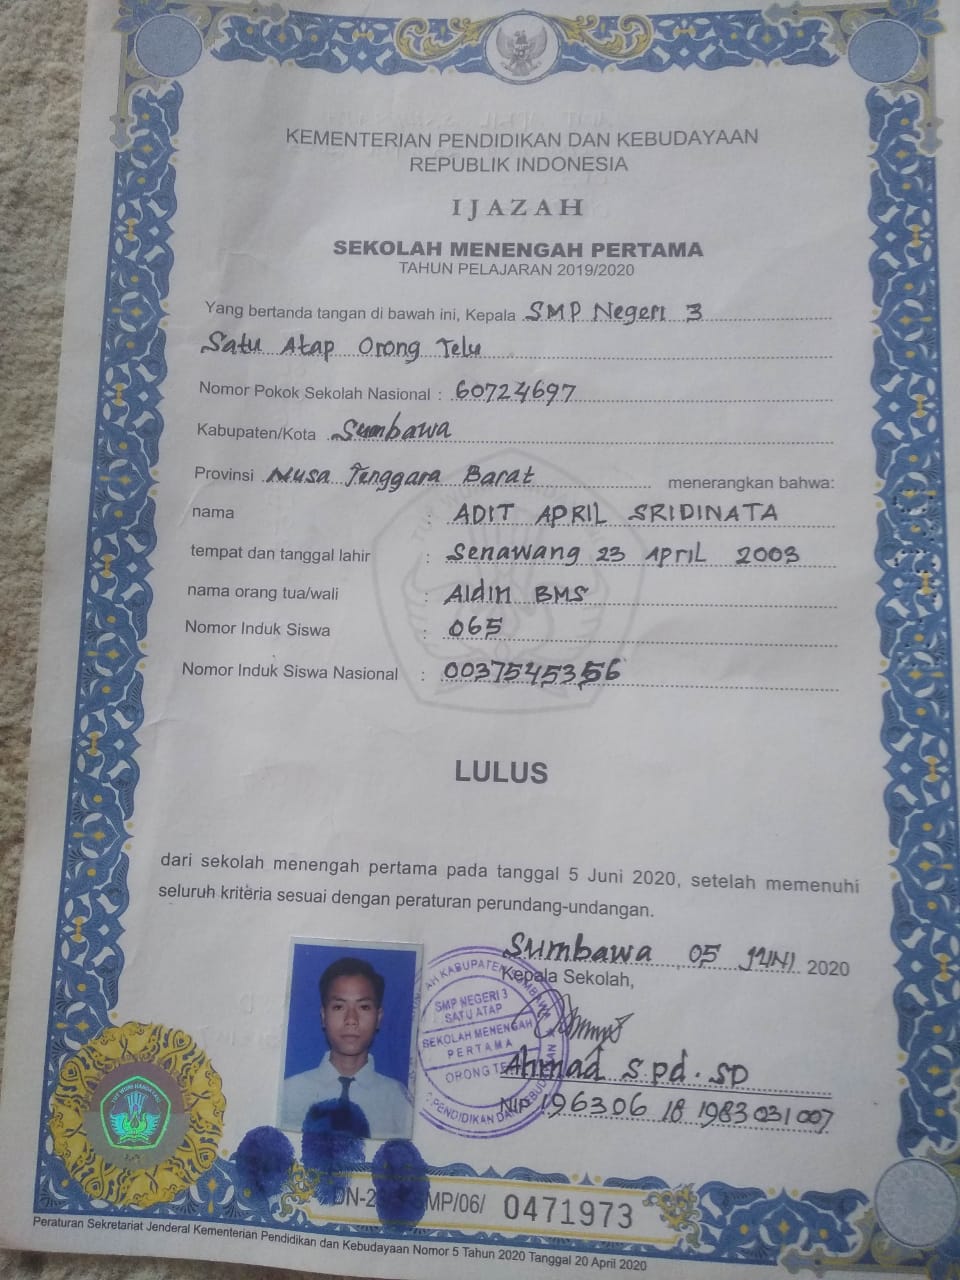 KEMENTERIAN PENDIDIKAN DAN KEBUDAYAAN
REPUBLIK INDONESIA
IJAZAH
SEKOLAH MENENGAH PERTAMA
TAHUN PELAJARAN 2019/2020
Yang bertanda tangan di bawah ini, Kepala SMP Negeri 3
Satu Atap Orong Telu
Nomor Pokok Sekolah Nasional : 60724697
Kabupaten/Kota Sumbawa
Provinsi Nusa Tenggara Barat menerangkan bahwa:
nama : ADIT APRIL SRIDINATA
tempat dan tanggal lahir : Senawang 23 April 2003
nama orang tua/wali : Aldin BMS
Nomor Induk Siswa : 065
Nomor Induk Siswa Nasional : 0037545356
LULUS
dari sekolah menengah pertama pada tanggal 5 Juni 2020, setelah memenuhi
seluruh kriteria sesuai dengan peraturan perundang-undangan.
Sumbawa 05 JUNI 2020
Kepala Sekolah,
SMP NEGERI 3
SATU ATAP
SEKOLAH MENENGAH
PERTAMA
ORONG
Ahmad S.pd.SD
NIP 196306 18 1983031007
MP/06/ 0471973
Peraturan Sekretariat Jenderal Kementerian Pendidikan dan Kebudayaan Nomor 5 Tahun 2020 Tanggal 20 April 2020